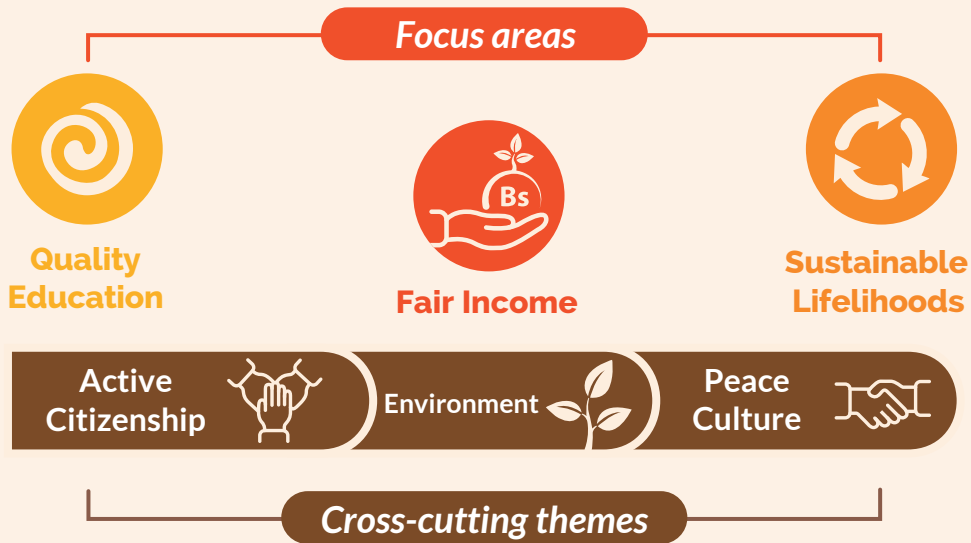 Focus areas
Quality
Education
Bs
Fair Income
Sustainable
Lifelihoods
Active
Citizenship
Environment
Peace
Culture
Cross-cutting themes